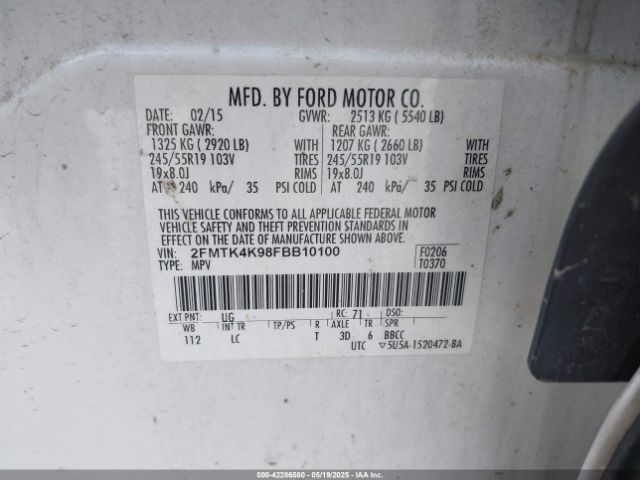 MFD. BY FORD MOTOR CO.
DATE: 02/15 GVWR: 2513 KG ( 5540 LB)
FRONT GAWR: REAR GAWR:
1325 KG ( 2920 LB) WITH 1207 KG ( 2660 LB) WITH
245/55R19 103V TIRES 245/55R19 103V TIRES
19x8.0J RIMS 19x8.0J RIMS
AT 240 kPa/ 35 PSI COLD AT 240 kPa/ 35 PSI COLD
THIS VEHICLE CONFORMS TO ALL APPLICABLE FEDERAL MOTOR
VEHICLE SAFETY AND THEFT PREVENTION STANDARDS IN
EFFECT ON THE DATE OF MANUFACTURE SHOWN ABOVE.
VIN: 2FMTK4K98FBB10100 F0206
TYPE: MPV T0370
EXT PNT: UG RC: 71 DSO:
WB INT TR TP/PS R AXLE TR SPR
112 LC T 3D 6 BBCC
UTC ▽5U5A-1520472-BA
000-42286580 - 05/19/2025 - IAA Inc.